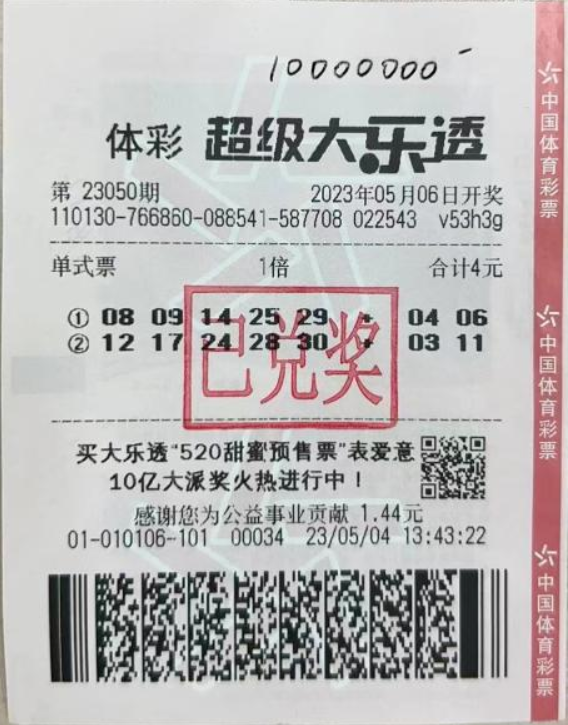 10000000
体彩 超级大乐透
第 23050期 2023年05月06日开奖
110130-766860-088541-587708 022543 v53h3g
单式票 1倍 合计4元
① 08 09 14 25 29 + 04 06
② 12 17 24 28 30 + 03 11
已兑奖
买大乐透“520甜蜜预售票”表爱意
10亿大派奖火热进行中！
感谢您为公益事业贡献 1.44元
01-010106-101 00034 23/05/04 13:43:22
中国体育彩票
中国体育彩票
中国体育彩票